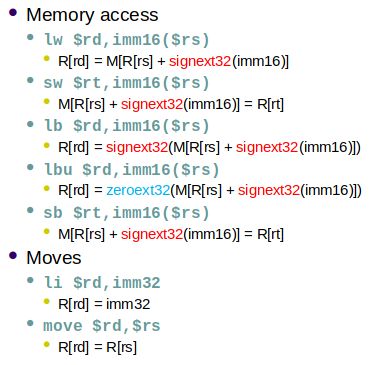 Memory access
lw $rd,imm16($rs)
R[rd] = M[R[rs] + signext32(imm16)]
sw $rt,imm16($rs)
M[R[rs] + signext32(imm16)] = R[rt]
lb $rd,imm16($rs)
R[rd] = signext32(M[R[rs] + signext32(imm16)])
lbu $rd,imm16($rs)
R[rd] = zeroext32(M[R[rs] + signext32(imm16)])
sb $rt,imm16($rs)
M[R[rs] + signext32(imm16)] = R[rt]
Moves
li $rd,imm32
R[rd] = imm32
move $rd,$rs
R[rd] = R[rs]